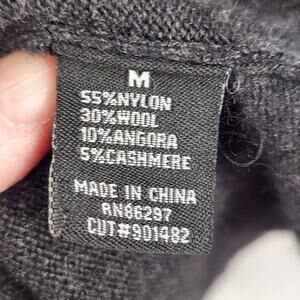 M
55%NYLON
30%WOOL
10%ANGORA
5%CASHMERE
MADE IN CHINA
RN86297
CUT#901482